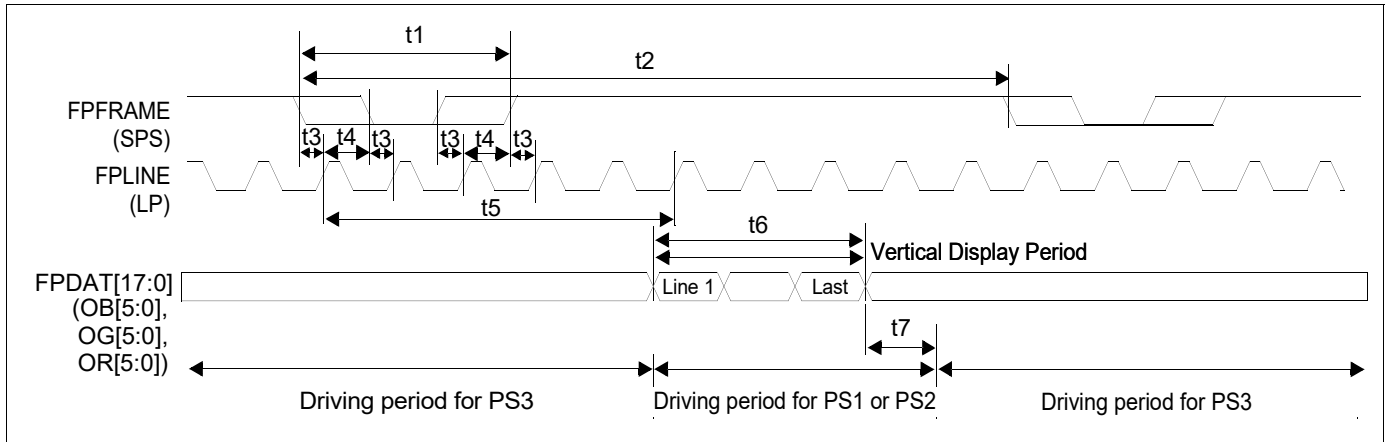 t1
t2
FPFRAME
(SPS)
t3 t4 t3 t3 t4 t3
FPLINE
(LP)
t5
t6
Vertical Display Period
FPDAT[17:0]
(OB[5:0],
OG[5:0],
OR[5:0])
Line 1 Last
t7
Driving period for PS3 Driving period for PS1 or PS2 Driving period for PS3